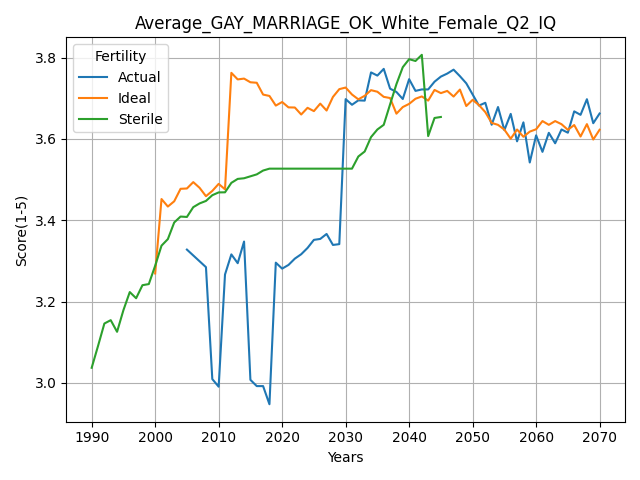 Average_GAY_MARRIAGE_OK_White_Female_Q2_IQ
Fertility
Actual
Ideal
Sterile
Score(1-5)
3.8
3.6
3.4
3.2
3.0
1990 2000 2010 2020 2030 2040 2050 2060 2070
Years